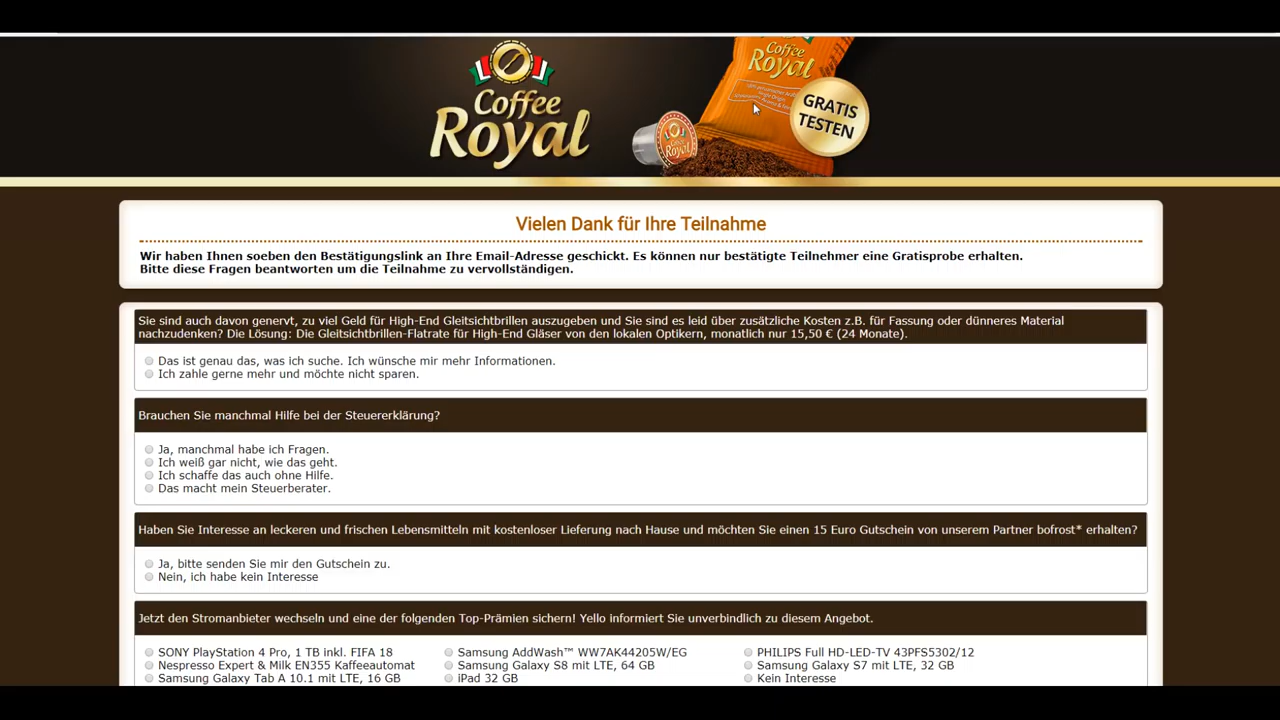 Coffee
Royal
Coffee
Royal
GRATIS
TESTEN
Coffee
Royal
Vielen Dank für Ihre Teilnahme
Wir haben Ihnen soeben den Bestätigungslink an Ihre Email-Adresse geschickt. Es können nur bestätigte Teilnehmer eine Gratisprobe erhalten.
Bitte diese Fragen beantworten um die Teilnahme zu vervollständigen.
Sie sind auch davon genervt, zu viel Geld für High-End Gleitsichtbrillen auszugeben und Sie sind es leid über zusätzliche Kosten z.B. für Fassung oder dünneres Material
nachzudenken? Die Lösung: Die Gleitsichtbrillen-Flatrate für High-End Gläser von den lokalen Optikern, monatlich nur 15,50 € (24 Monate).
Das ist genau das, was ich suche. Ich wünsche mir mehr Informationen.
Ich zahle gerne mehr und möchte nicht sparen.
Brauchen Sie manchmal Hilfe bei der Steuererklärung?
Ja, manchmal habe ich Fragen.
Ich weiß gar nicht, wie das geht.
Ich schaffe das auch ohne Hilfe.
Das macht mein Steuerberater.
Haben Sie Interesse an leckeren und frischen Lebensmitteln mit kostenloser Lieferung nach Hause und möchten Sie einen 15 Euro Gutschein von unserem Partner bofrost* erhalten?
Ja, bitte senden Sie mir den Gutschein zu.
Nein, ich habe kein Interesse
Jetzt den Stromanbieter wechseln und eine der folgenden Top-Prämien sichern! Yello informiert Sie unverbindlich zu diesem Angebot.
SONY PlayStation 4 Pro, 1 TB inkl. FIFA 18 Samsung AddWash™ WW7AK44205W/EG PHILIPS Full HD-LED-TV 43PFS5302/12
Nespresso Expert & Milk EN355 Kaffeeautomat Samsung Galaxy S8 mit LTE, 64 GB Samsung Galaxy S7 mit LTE, 32 GB
Samsung Galaxy Tab A 10.1 mit LTE, 16 GB iPad 32 GB Kein Interesse